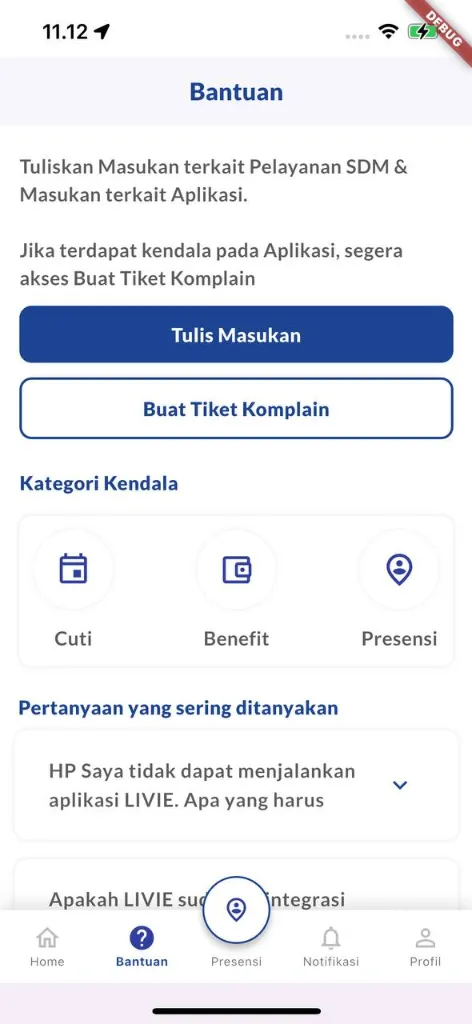 11.12
DEBUG
Bantuan
Tuliskan Masukan terkait Pelayanan SDM &
Masukan terkait Aplikasi.
Jika terdapat kendala pada Aplikasi, segera
akses Buat Tiket Komplain
Tulis Masukan
Buat Tiket Komplain
Kategori Kendala
Cuti Benefit Presensi
Pertanyaan yang sering ditanyakan
HP Saya tidak dapat menjalankan
aplikasi LIVIE. Apa yang harus
Apakah LIVIE integrasi
Home Bantuan Presensi Notifikasi Profil